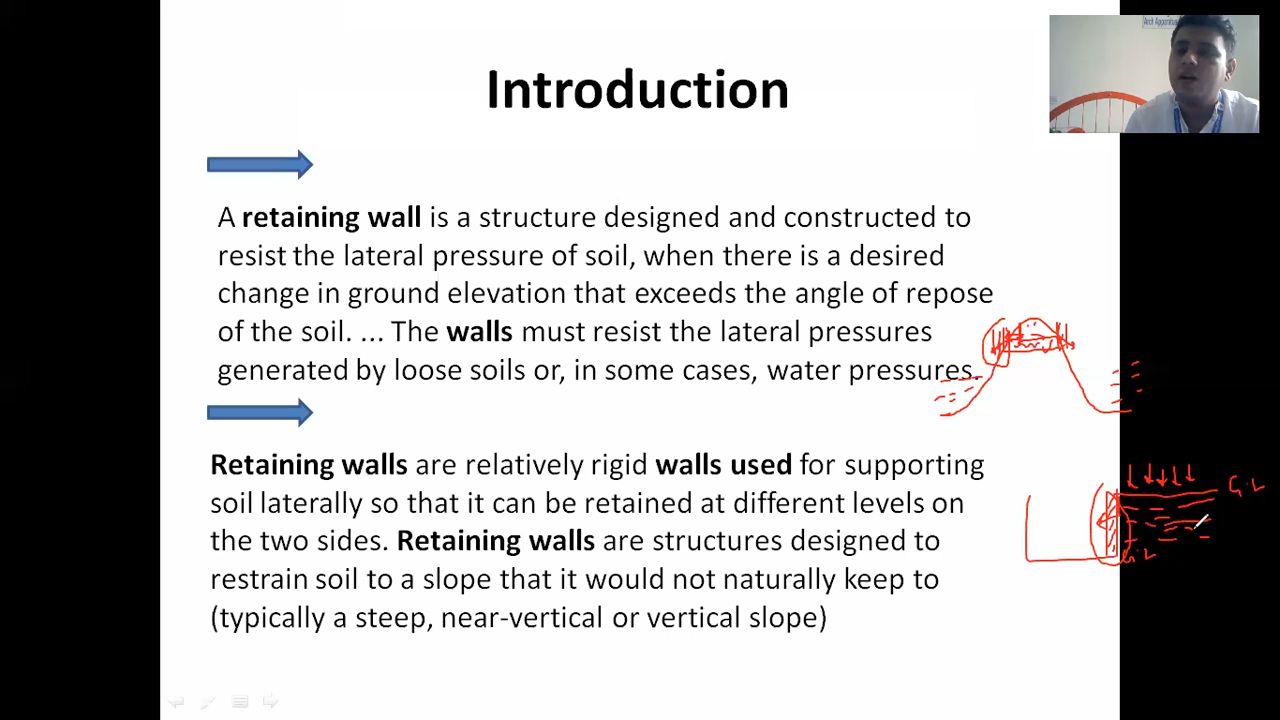 Introduction
A retaining wall is a structure designed and constructed to
resist the lateral pressure of soil, when there is a desired
change in ground elevation that exceeds the angle of repose
of the soil. ... The walls must resist the lateral pressures
generated by loose soils or, in some cases, water pressures.
Retaining walls are relatively rigid walls used for supporting
soil laterally so that it can be retained at different levels on
the two sides. Retaining walls are structures designed to
restrain soil to a slope that it would not naturally keep to
(typically a steep, near-vertical or vertical slope)
G.L
G.L